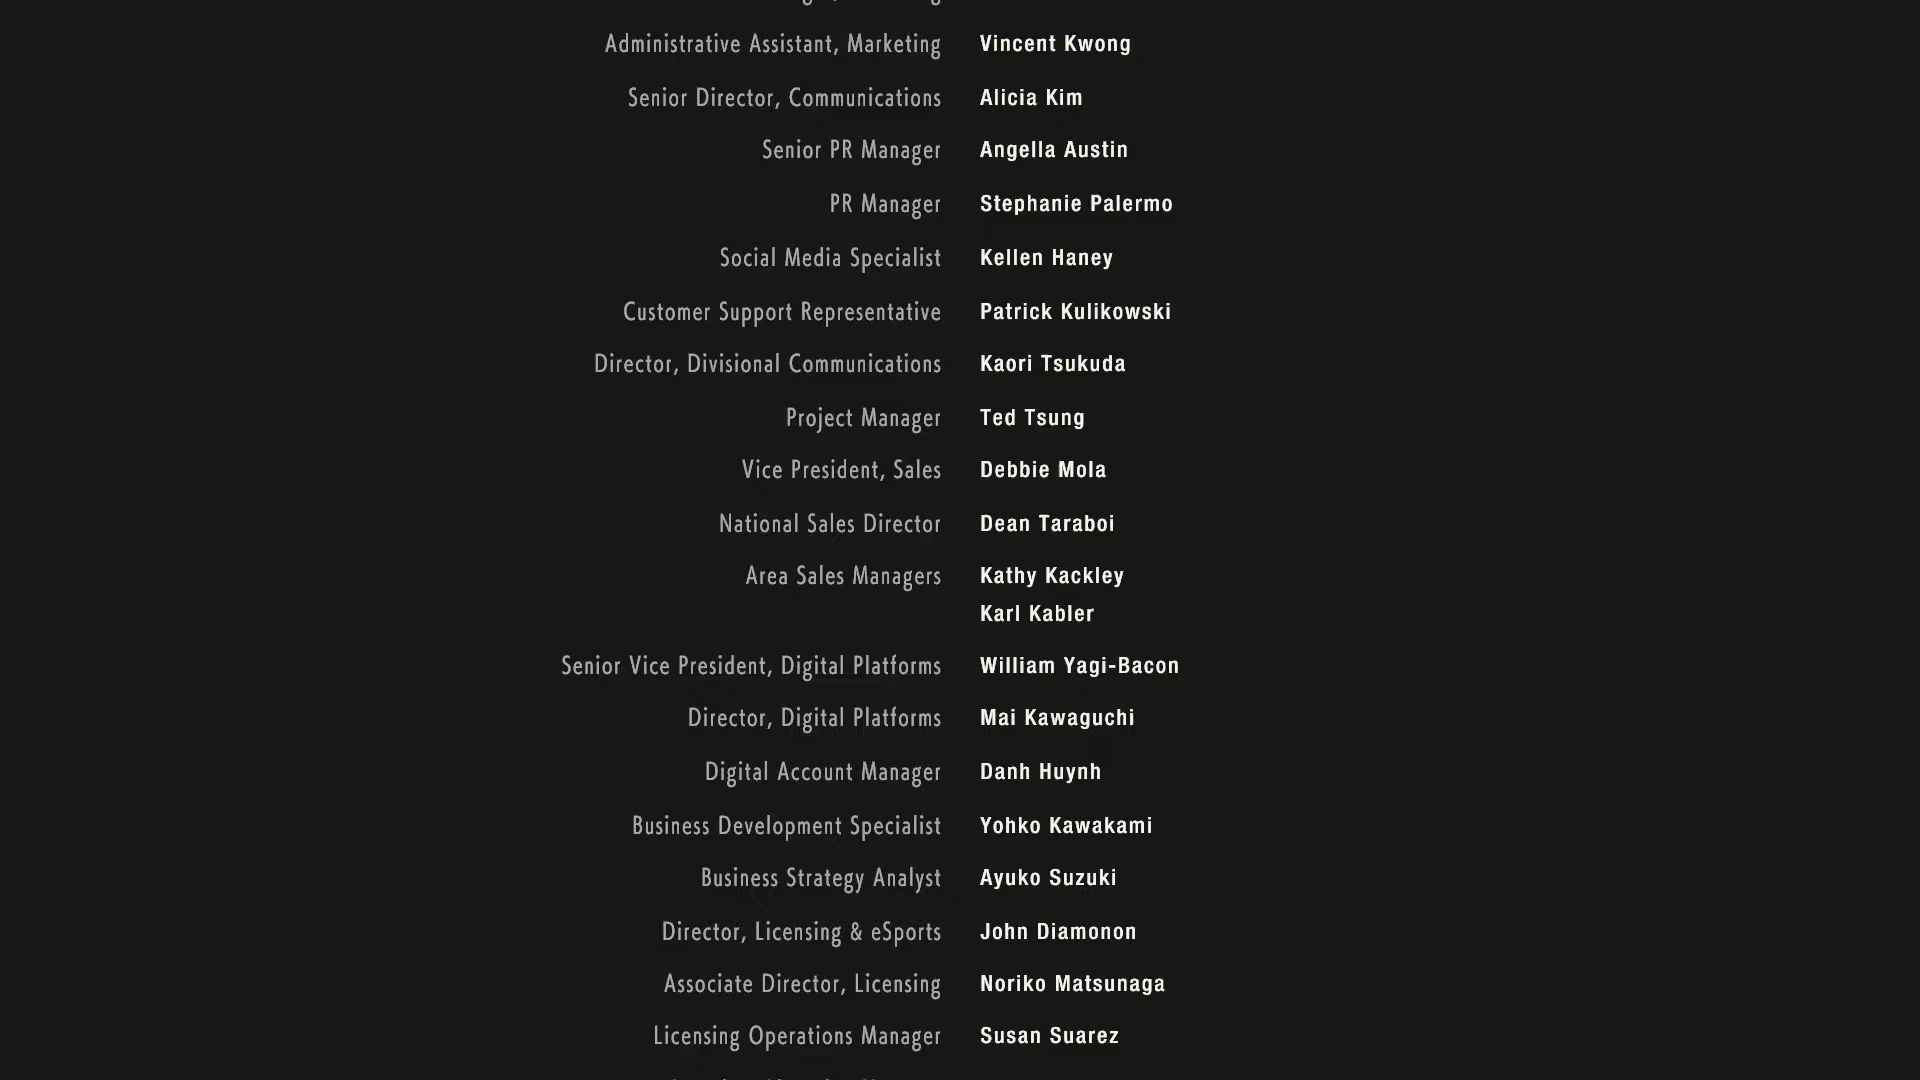 Administrative Assistant, Marketing Vincent Kwong
Senior Director, Communications Alicia Kim
Senior PR Manager Angella Austin
PR Manager Stephanie Palermo
Social Media Specialist Kellen Haney
Customer Support Representative Patrick Kulikowski
Director, Divisional Communications Kaori Tsukuda
Project Manager Ted Tsung
Vice President, Sales Debbie Mola
National Sales Director Dean Taraboi
Area Sales Managers Kathy Kackley
Karl Kabler
Senior Vice President, Digital Platforms William Yagi-Bacon
Director, Digital Platforms Mai Kawaguchi
Digital Account Manager Danh Huynh
Business Development Specialist Yohko Kawakami
Business Strategy Analyst Ayuko Suzuki
Director, Licensing & eSports John Diamonon
Associate Director, Licensing Noriko Matsunaga
Licensing Operations Manager Susan Suarez